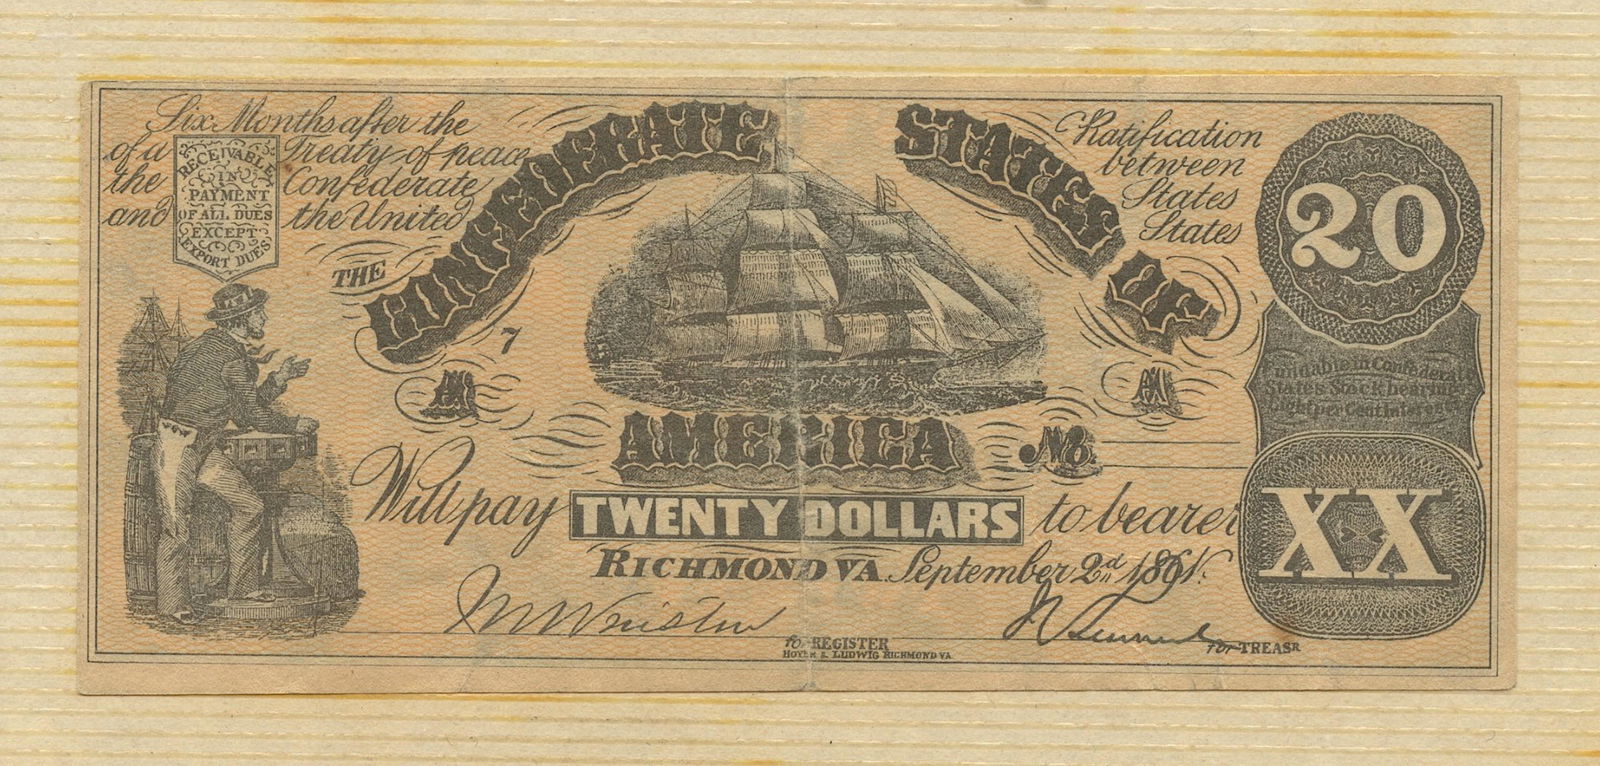 Six Months after the
of a Treaty of peace
the Confederate
and the United
RECEIVABLE
IN
PAYMENT
OF ALL DUES
EXCEPT
EXPORT DUES
THE CONFEDERATE STATES OF
AMERICA
Ratification
between
States
States
20
7
A
A
Fundable in Confederate
States Stock bearing
Eight per Cent interest
No.
Will pay TWENTY DOLLARS to bearer
XX
RICHMOND VA September 2nd 1861.
for REGISTER
for TREASR
HOYER & LUDWIG RICHMOND VA